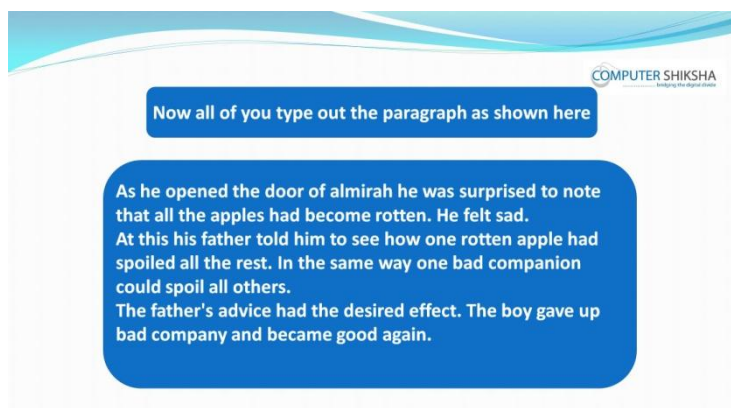 COMPUTER SHIKSHA
bridging the digital divide
Now all of you type out the paragraph as shown here
As he opened the door of almirah he was surprised to note
that all the apples had become rotten. He felt sad.
At this his father told him to see how one rotten apple had
spoiled all the rest. In the same way one bad companion
could spoil all others.
The father's advice had the desired effect. The boy gave up
bad company and became good again.